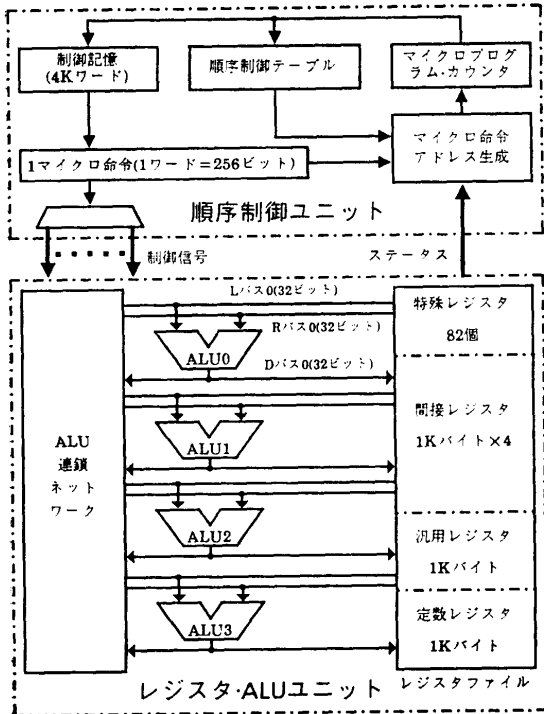 制御記憶
(4Kワード)
順序制御テーブル
マイクロプログ
ラム・カウンタ
1マイクロ命令(1ワード=256ビット)
マイクロ命令
アドレス生成
順序制御ユニット
制御信号
ステータス
Lバス0(32ビット)
Rバス0(32ビット)
ALU0
Dバス0(32ビット)
特殊レジスタ
82個
ALU
連鎖
ネット
ワーク
ALU1
間接レジスタ
1Kバイト×4
ALU2
汎用レジスタ
1Kバイト
ALU3
定数レジスタ
1Kバイト
レジスタ・ALUユニット
レジスタファイル